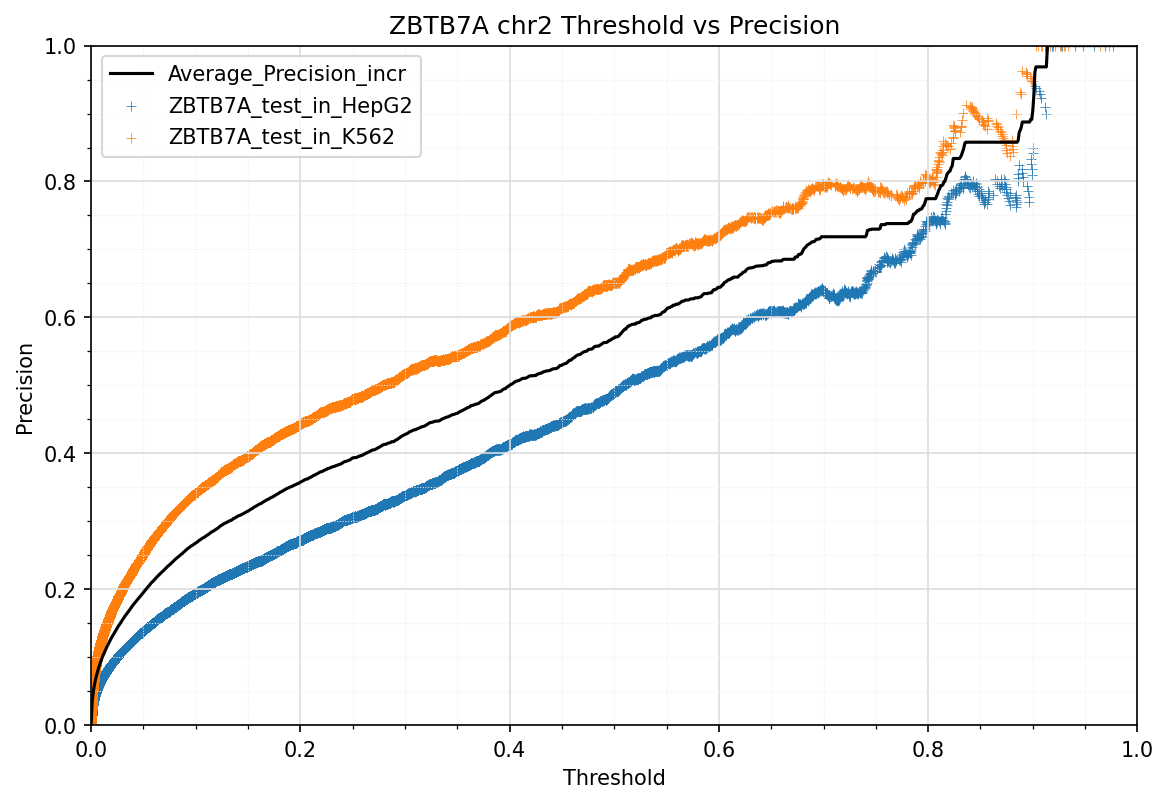 ZBTB7A chr2 Threshold vs Precision
Average_Precision_incr
ZBTB7A_test_in_HepG2
ZBTB7A_test_in_K562
Precision
1.0
0.8
0.6
0.4
0.2
0.0
0.0 0.2 0.4 0.6 0.8 1.0
Threshold